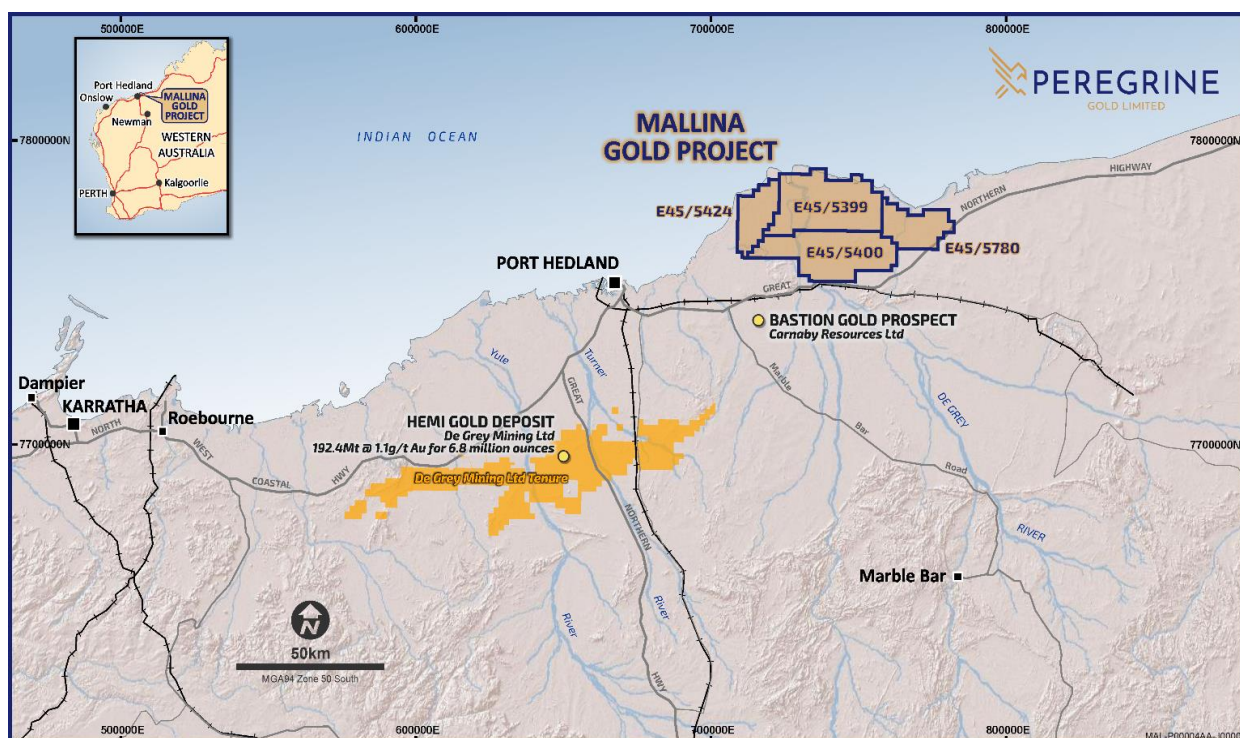 500000E
600000E
700000E
800000E
Port Hedland
Onslow
MALLINA
GOLD
PROJECT
Newman
WESTERN
AUSTRALIA
PERTH
Kalgoorlie
PEREGRINE
GOLD LIMITED
INDIAN OCEAN
MALLINA
GOLD PROJECT
7800000N
7800000N
HIGHWAY
NORTHERN
GREAT
E45/5424
E45/5399
E45/5400
E45/5780
PORT HEDLAND
BASTION GOLD PROSPECT
Carnaby Resources Ltd
Yule
Turner
GREAT
Marble
Bar
Road
DE GREY
RIVER
Dampier
KARRATHA
Roebourne
NORTH
WEST
COASTAL
HWY
7700000N
7700000N
HEMI GOLD DEPOSIT
De Grey Mining Ltd
192.4Mt @ 1.1g/t Au for 6.8 million ounces
De Grey Mining Ltd Tenure
NORTHERN
HWY
River
River
Marble Bar
N
50km
MGA94 Zone 50 South
500000E
600000E
700000E
800000E